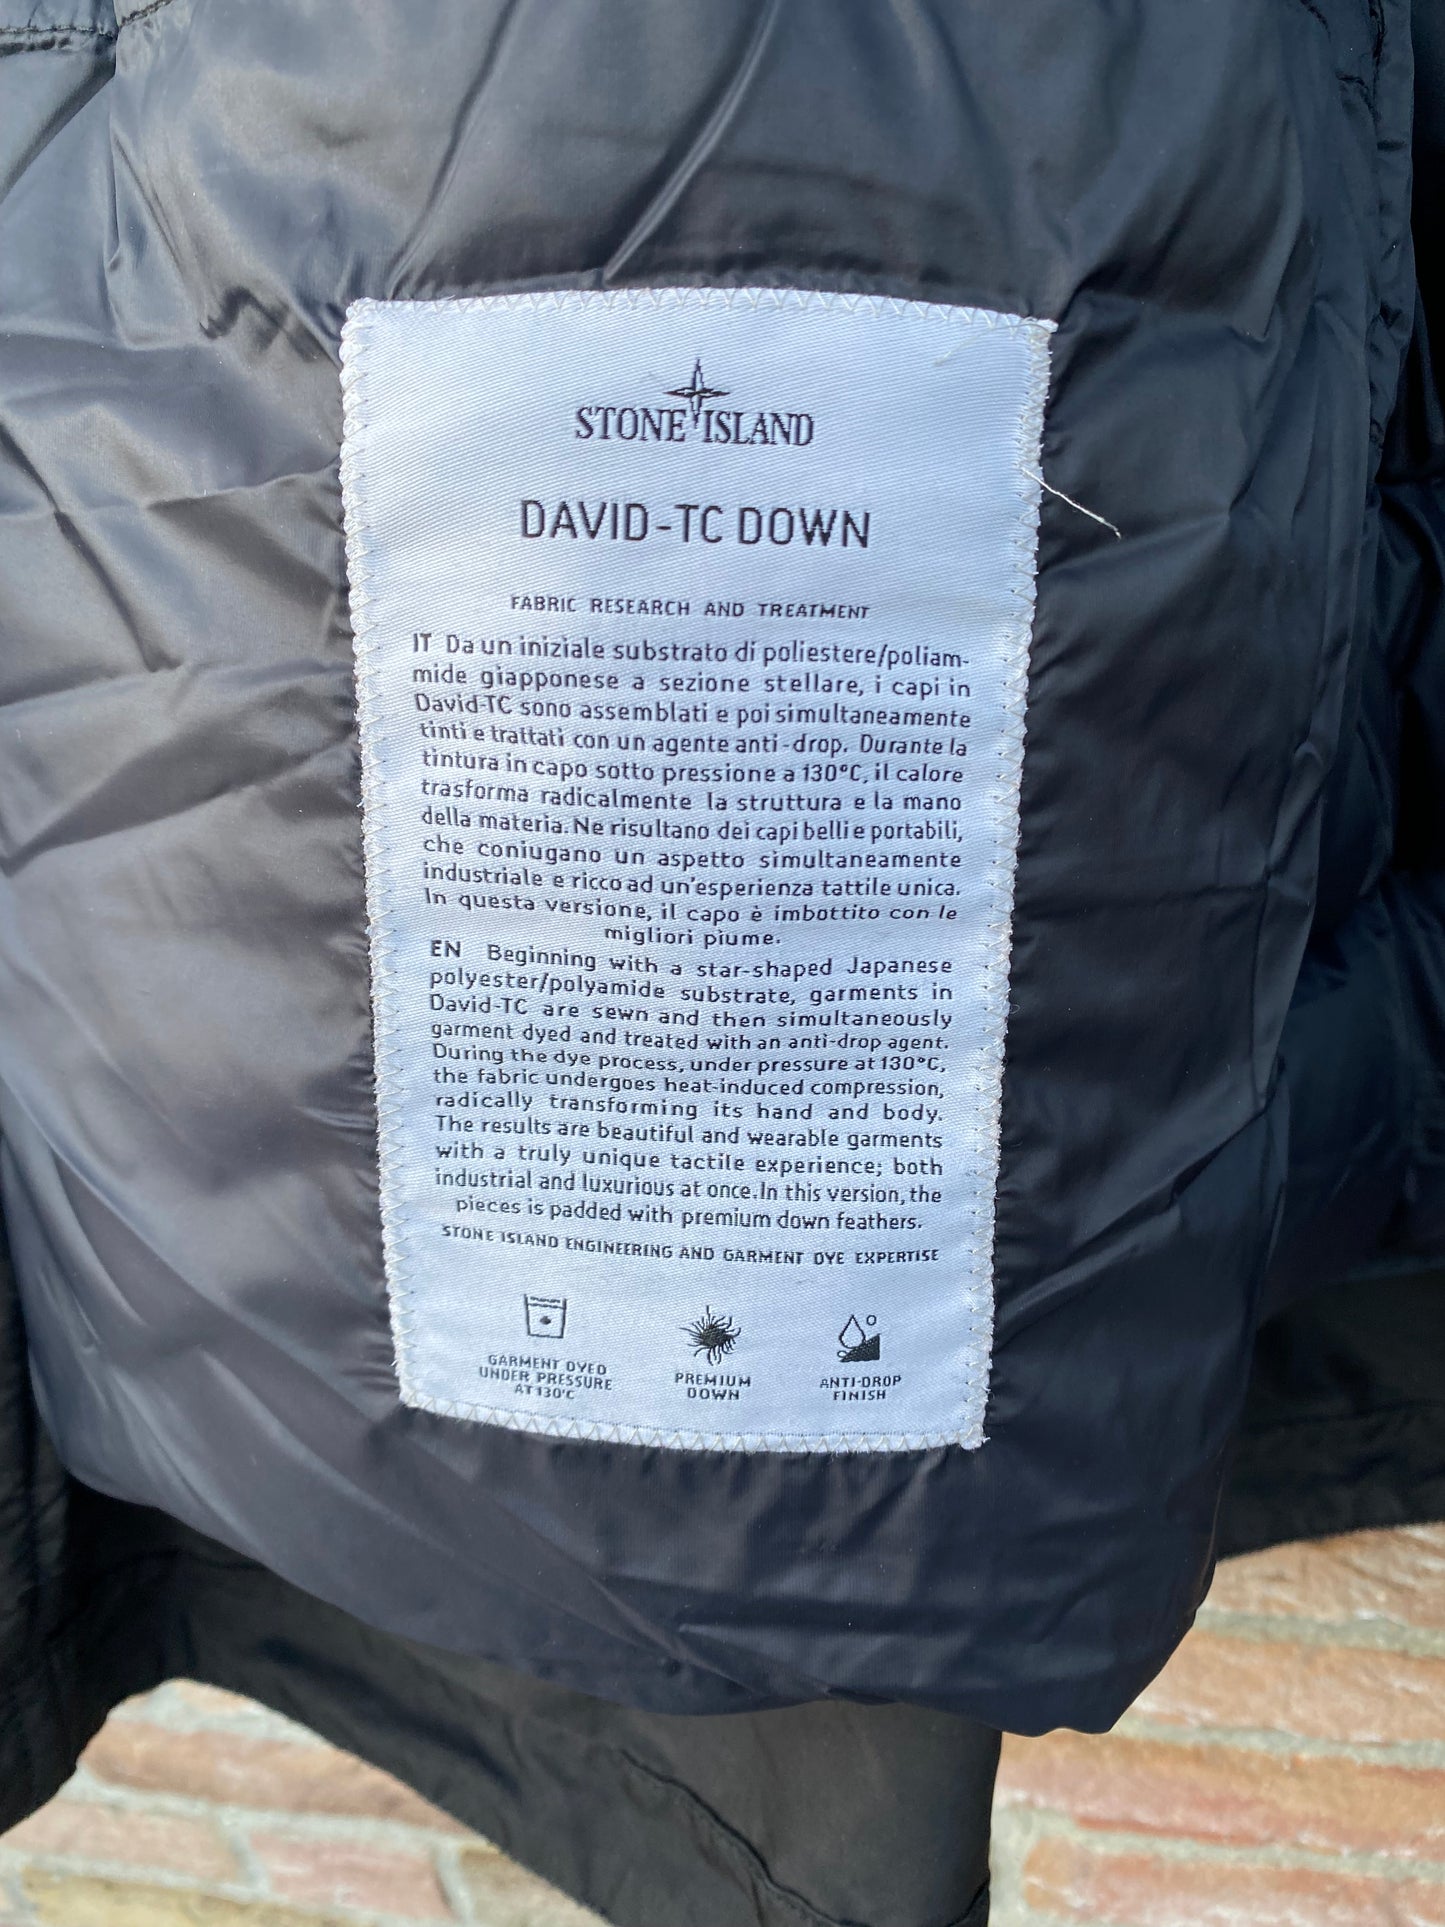 STONE ISLAND
DAVID-TC DOWN
FABRIC RESEARCH AND TREATMENT
IT Da un iniziale substrato di poliestere/poliam-
mide giapponese a sezione stellare, i capi in
David-TC sono assemblati e poi simultaneamente
tinti e trattati con un agente anti-drop. Durante la
tintura in capo sotto pressione a 130°C, il calore
trasforma radicalmente la struttura e la mano
della materia. Ne risultano dei capi belli e portabili,
che coniugano un aspetto simultaneamente
industriale e ricco ad un'esperienza tattile unica.
In questa versione, il capo è imbottito con le
migliori piume.
EN Beginning with a star-shaped Japanese
polyester/polyamide substrate, garments in
David-TC are sewn and then simultaneously
garment dyed and treated with an anti-drop agent.
During the dye process, under pressure at 130°C,
the fabric undergoes heat-induced compression,
radically transforming its hand and body.
The results are beautiful and wearable garments
with a truly unique tactile experience; both
industrial and luxurious at once. In this version, the
pieces is padded with premium down feathers.
STONE ISLAND ENGINEERING AND GARMENT DYE EXPERTISE
GARMENT DYED
UNDER PRESSURE
AT 130°C
PREMIUM
DOWN
ANTI-DROP
FINISH